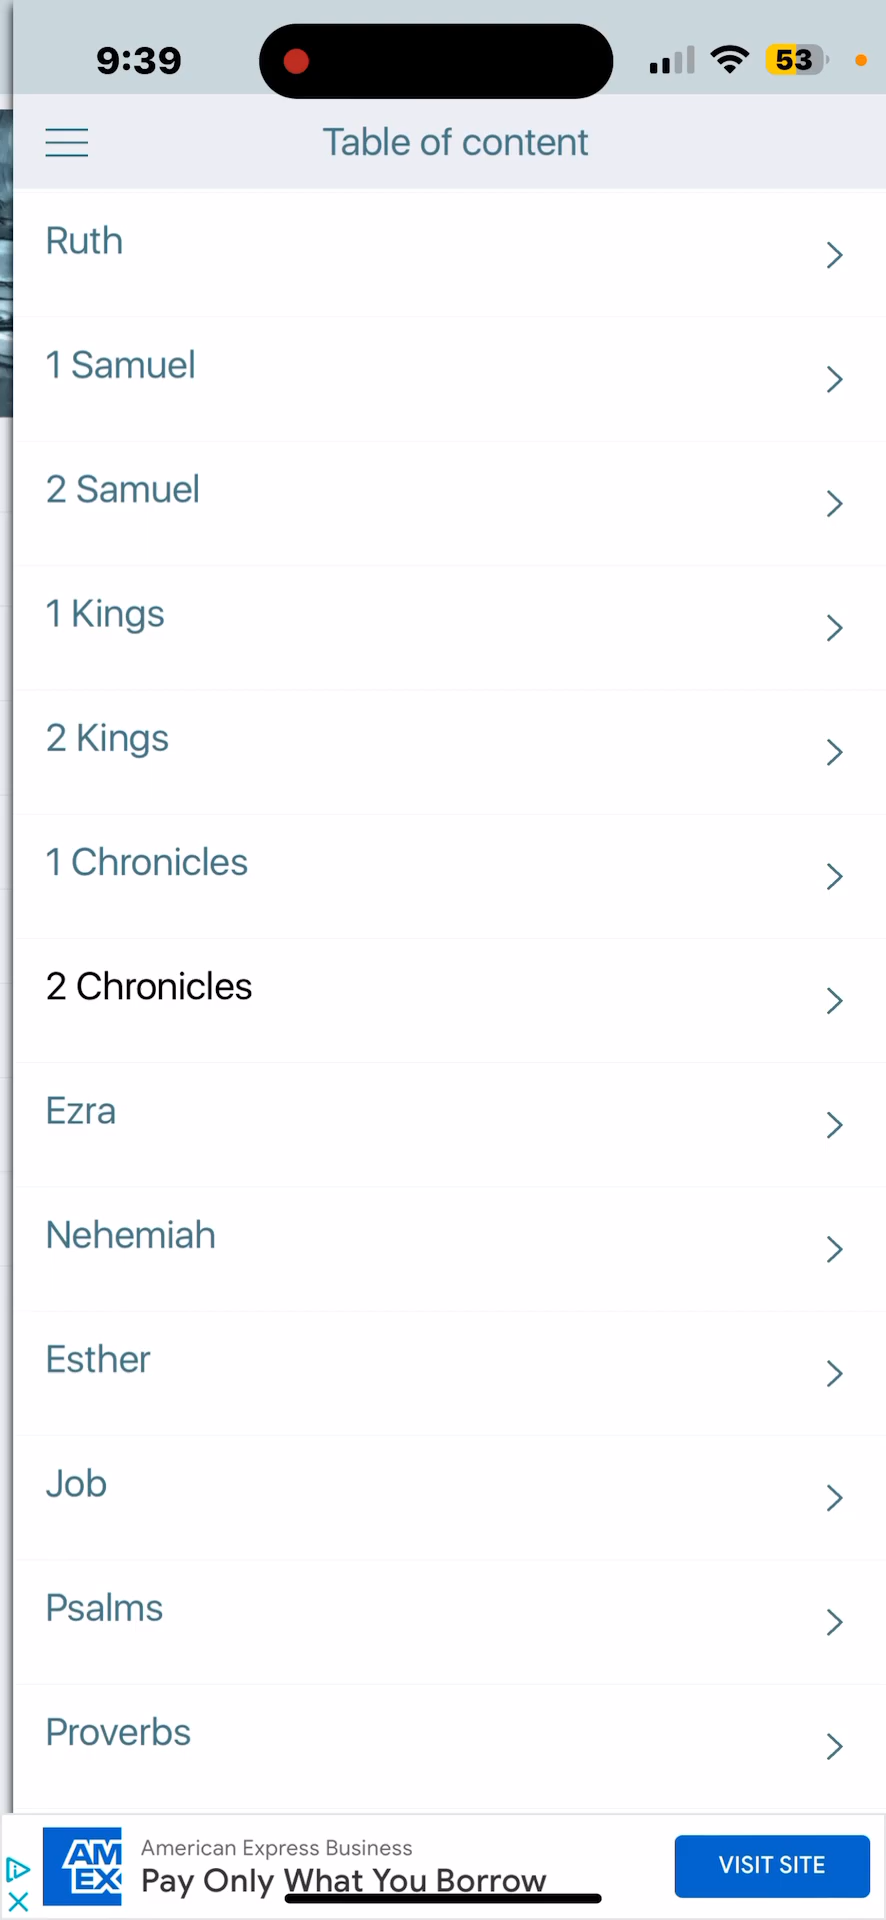 9:39
53
Table of content
Ruth
1 Samuel
2 Samuel
1 Kings
2 Kings
1 Chronicles
2 Chronicles
Ezra
Nehemiah
Esther
Job
Psalms
Proverbs
AM
EX
American Express Business
Pay Only What You Borrow
VISIT SITE